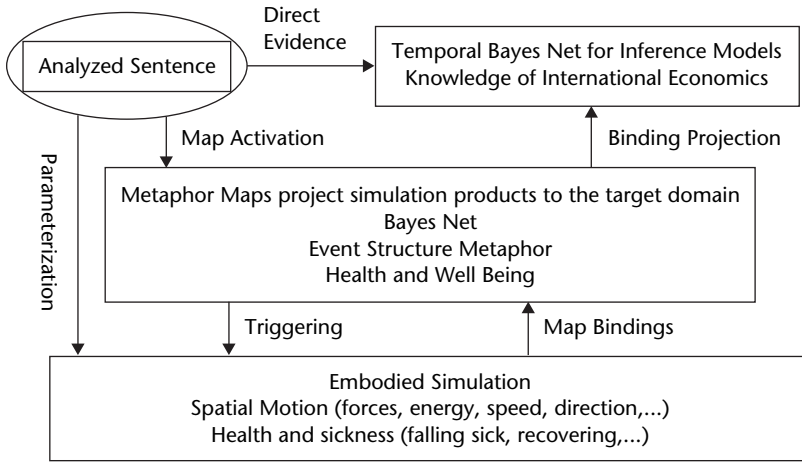 Direct
Evidence
Analyzed Sentence
Temporal Bayes Net for Inference Models
Knowledge of International Economics
Map Activation
Binding Projection
Parameterization
Metaphor Maps project simulation products to the target domain
Bayes Net
Event Structure Metaphor
Health and Well Being
Triggering
Map Bindings
Embodied Simulation
Spatial Motion (forces, energy, speed, direction,...)
Health and sickness (falling sick, recovering,...)